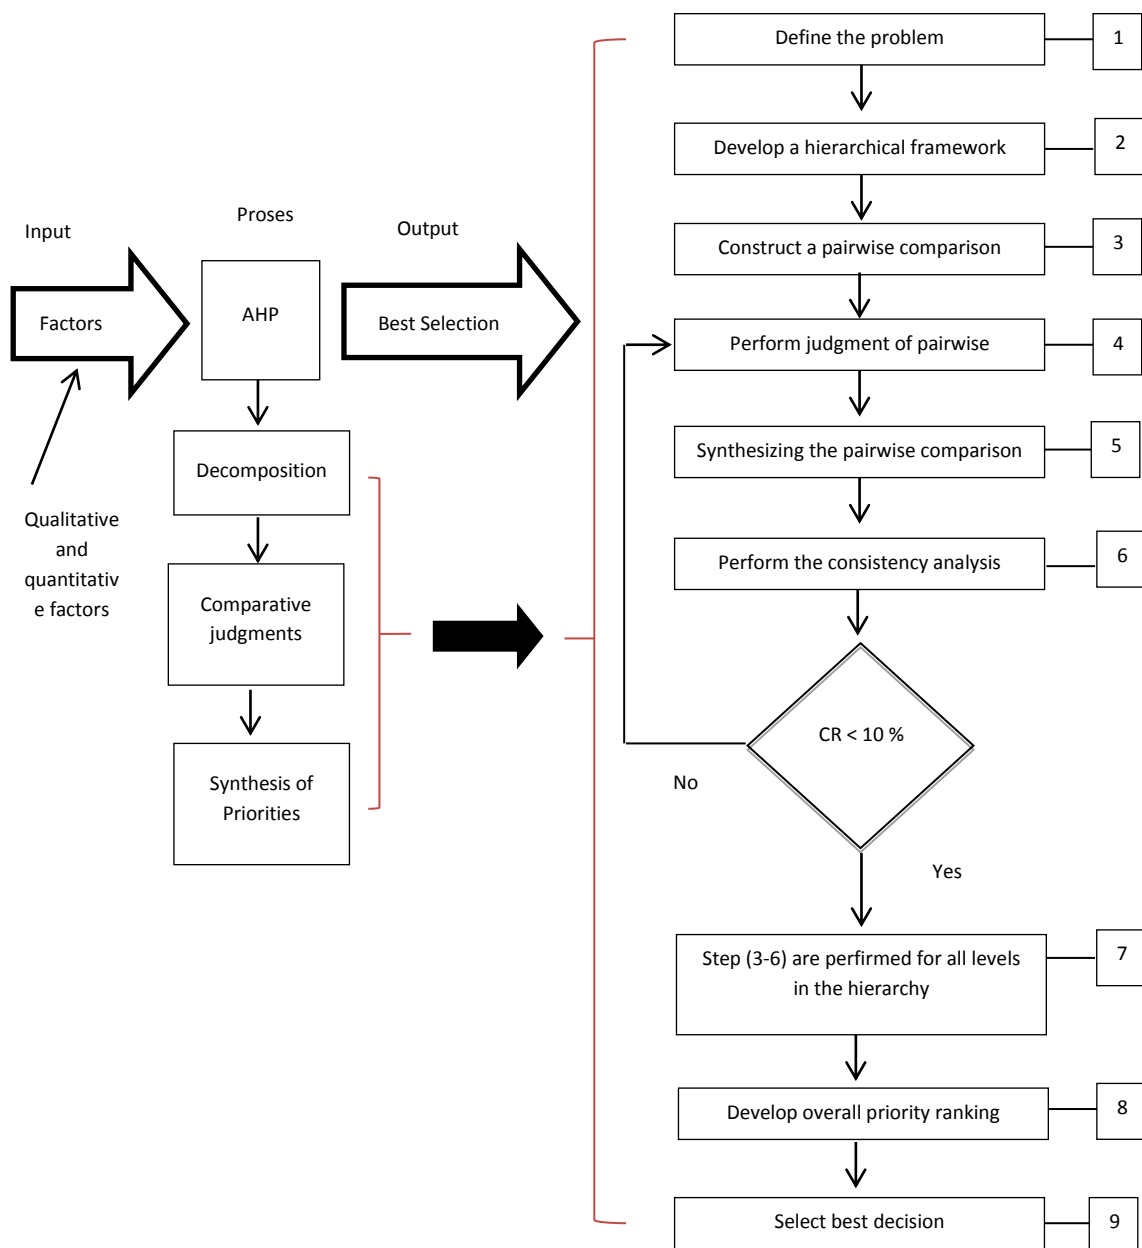 Input
Proses
Output
Factors
AHP
Best Selection
Qualitative
and
quantitativ
e factors
Decomposition
Comparative
judgments
Synthesis of
Priorities
Define the problem
1
Develop a hierarchical framework
2
Construct a pairwise comparison
3
Perform judgment of pairwise
4
Synthesizing the pairwise comparison
5
Perform the consistency analysis
6
CR < 10 %
No
Yes
Step (3-6) are perfirmed for all levels
in the hierarchy
7
Develop overall priority ranking
8
Select best decision
9